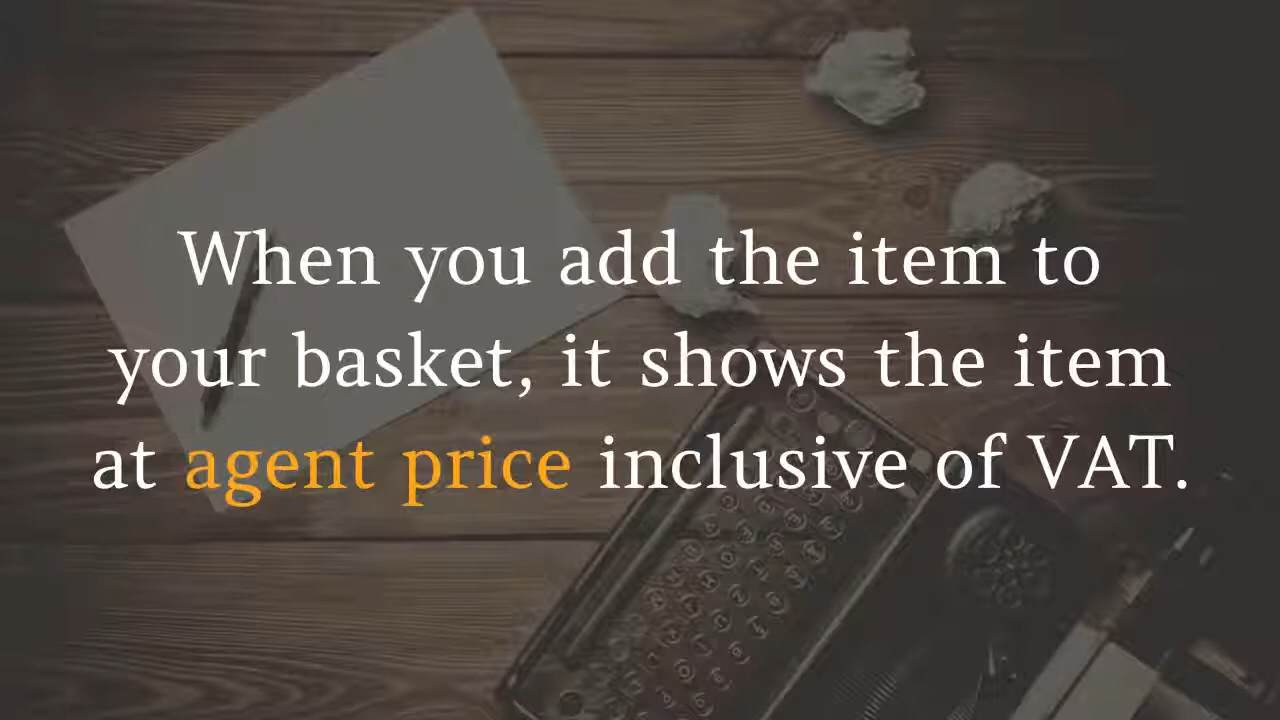 When you add the item to
your basket, it shows the item
at agent price inclusive of VAT.